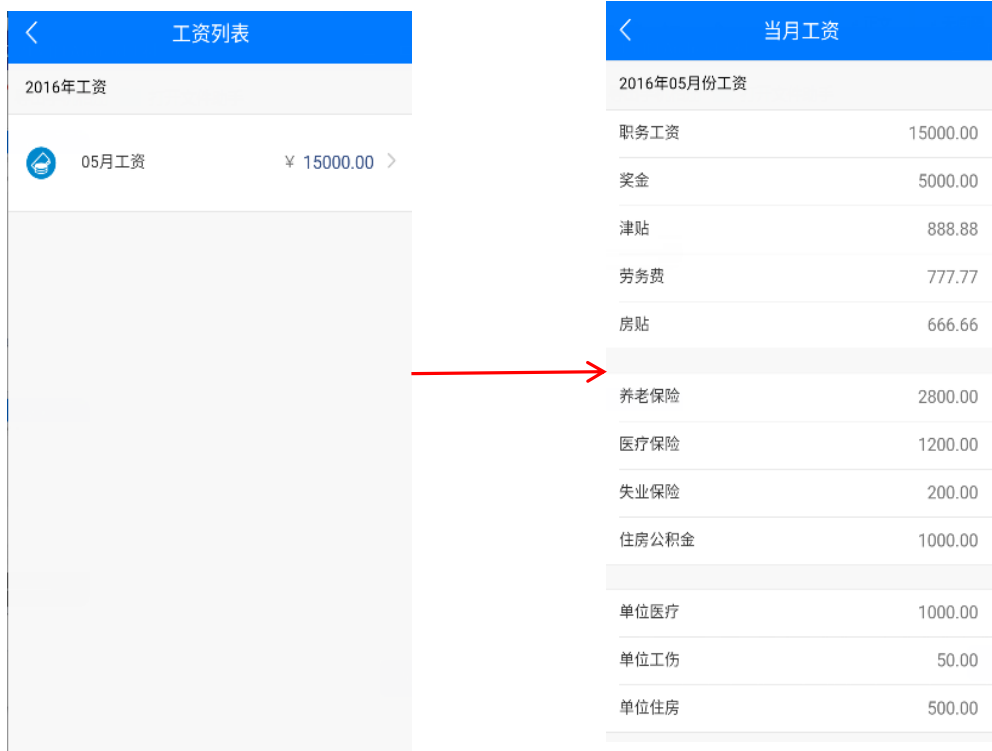 工资列表
2016年工资
05月工资 ¥ 15000.00
当月工资
2016年05月份工资
职务工资 15000.00
奖金 5000.00
津贴 888.88
劳务费 777.77
房贴 666.66
养老保险 2800.00
医疗保险 1200.00
失业保险 200.00
住房公积金 1000.00
单位医疗 1000.00
单位工伤 50.00
单位住房 500.00